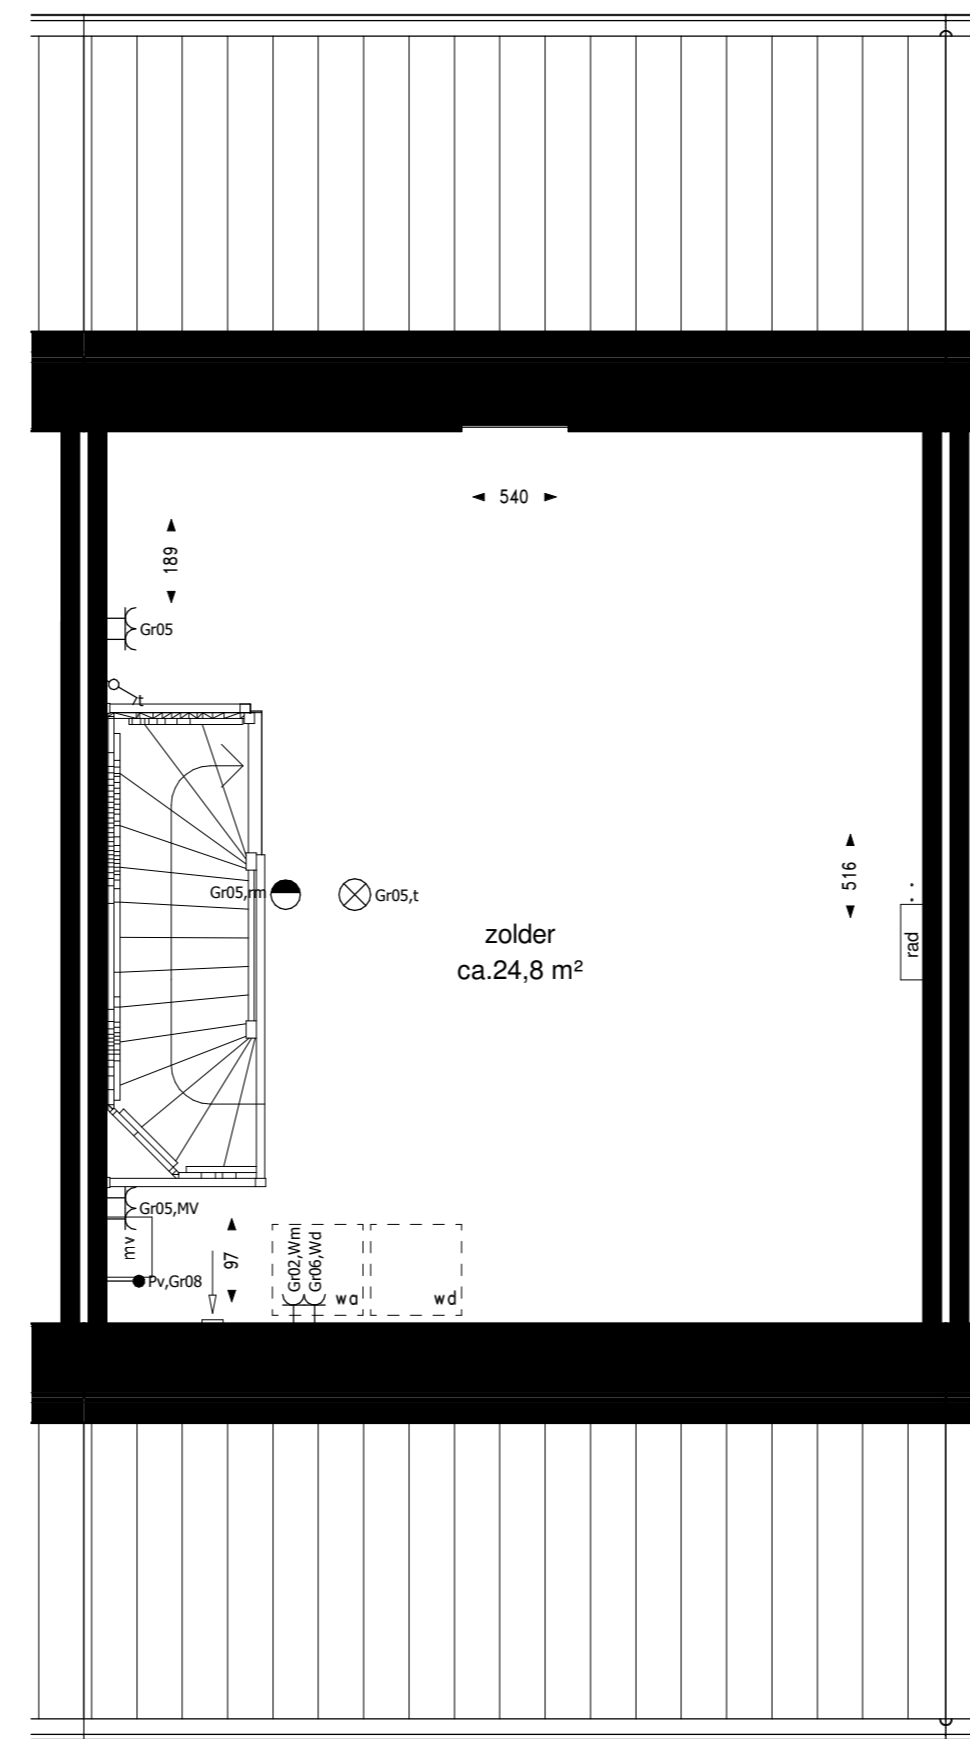 540
189
Gr05
t
Gr05,rm
Gr05,t
516
zolder
ca.24,8 m²
rad
Gr05,MV
mv
97
Pv,Gr08
Gr02,Wm
Gr06,Wd
wa
wd